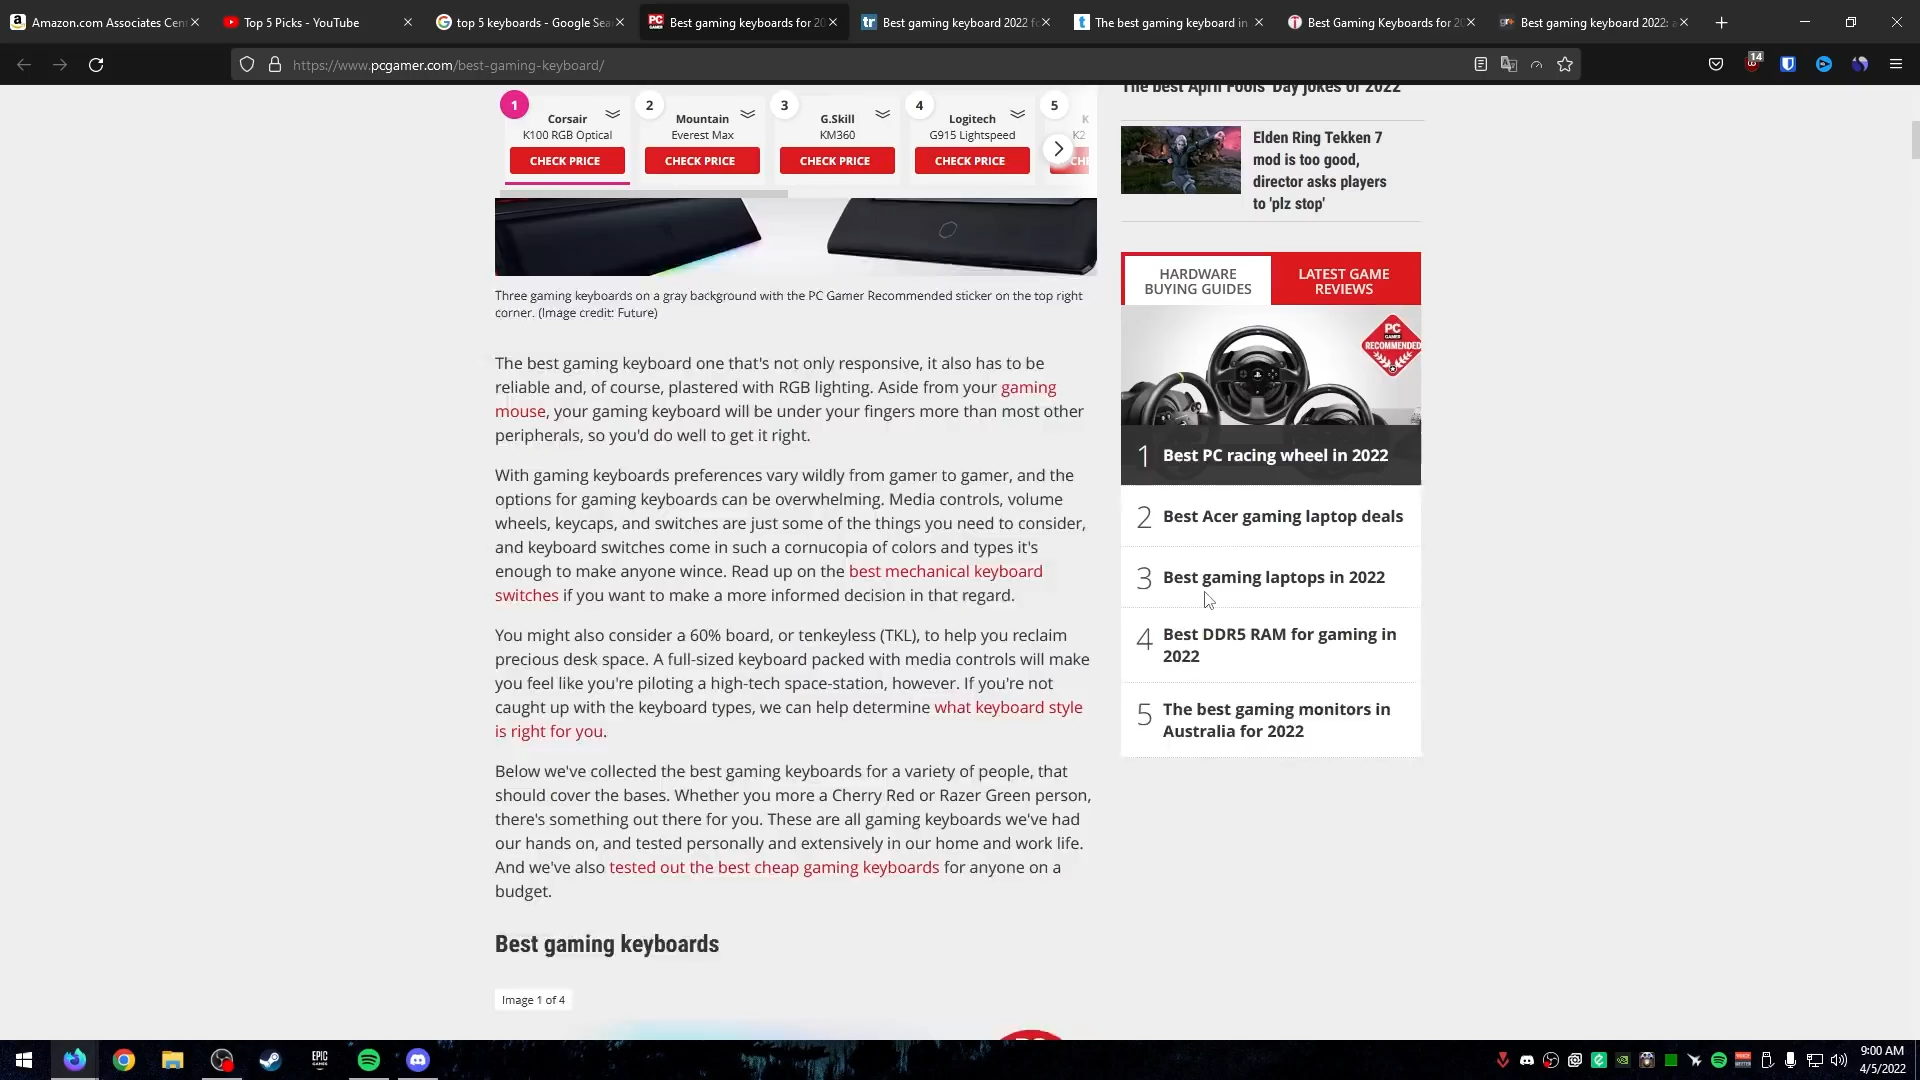 Amazon.com Associates Cen
Top 5 Picks - YouTube
top 5 keyboards - Google Sea
Best gaming keyboards for 20
Best gaming keyboard 2022 fo
The best gaming keyboard in
Best Gaming Keyboards for 20
Best gaming keyboard 2022: a
https://www.pcgamer.com/best-gaming-keyboard/
14
1
Corsair
K100 RGB Optical
CHECK PRICE
2
Mountain
Everest Max
CHECK PRICE
3
G.Skill
KM360
CHECK PRICE
4
Logitech
G915 Lightspeed
CHECK PRICE
5
K
K2
CHE
Three gaming keyboards on a gray background with the PC Gamer Recommended sticker on the top right
corner. (Image credit: Future)
The best gaming keyboard one that's not only responsive, it also has to be
reliable and, of course, plastered with RGB lighting. Aside from your gaming
mouse, your gaming keyboard will be under your fingers more than most other
peripherals, so you'd do well to get it right.
With gaming keyboards preferences vary wildly from gamer to gamer, and the
options for gaming keyboards can be overwhelming. Media controls, volume
wheels, keycaps, and switches are just some of the things you need to consider,
and keyboard switches come in such a cornucopia of colors and types it's
enough to make anyone wince. Read up on the best mechanical keyboard
switches if you want to make a more informed decision in that regard.
You might also consider a 60% board, or tenkeyless (TKL), to help you reclaim
precious desk space. A full-sized keyboard packed with media controls will make
you feel like you're piloting a high-tech space-station, however. If you're not
caught up with the keyboard types, we can help determine what keyboard style
is right for you.
Below we've collected the best gaming keyboards for a variety of people, that
should cover the bases. Whether you more a Cherry Red or Razer Green person,
there's something out there for you. These are all gaming keyboards we've had
our hands on, and tested personally and extensively in our home and work life.
And we've also tested out the best cheap gaming keyboards for anyone on a
budget.
Best gaming keyboards
Image 1 of 4
The best April Fools' Day jokes of 2022
Elden Ring Tekken 7
mod is too good,
director asks players
to 'plz stop'
HARDWARE
BUYING GUIDES
LATEST GAME
REVIEWS
PC
GAMER
RECOMMENDED
1 Best PC racing wheel in 2022
2 Best Acer gaming laptop deals
3 Best gaming laptops in 2022
4 Best DDR5 RAM for gaming in
2022
5 The best gaming monitors in
Australia for 2022
EPIC
GAMES
9:00 AM
4/5/2022